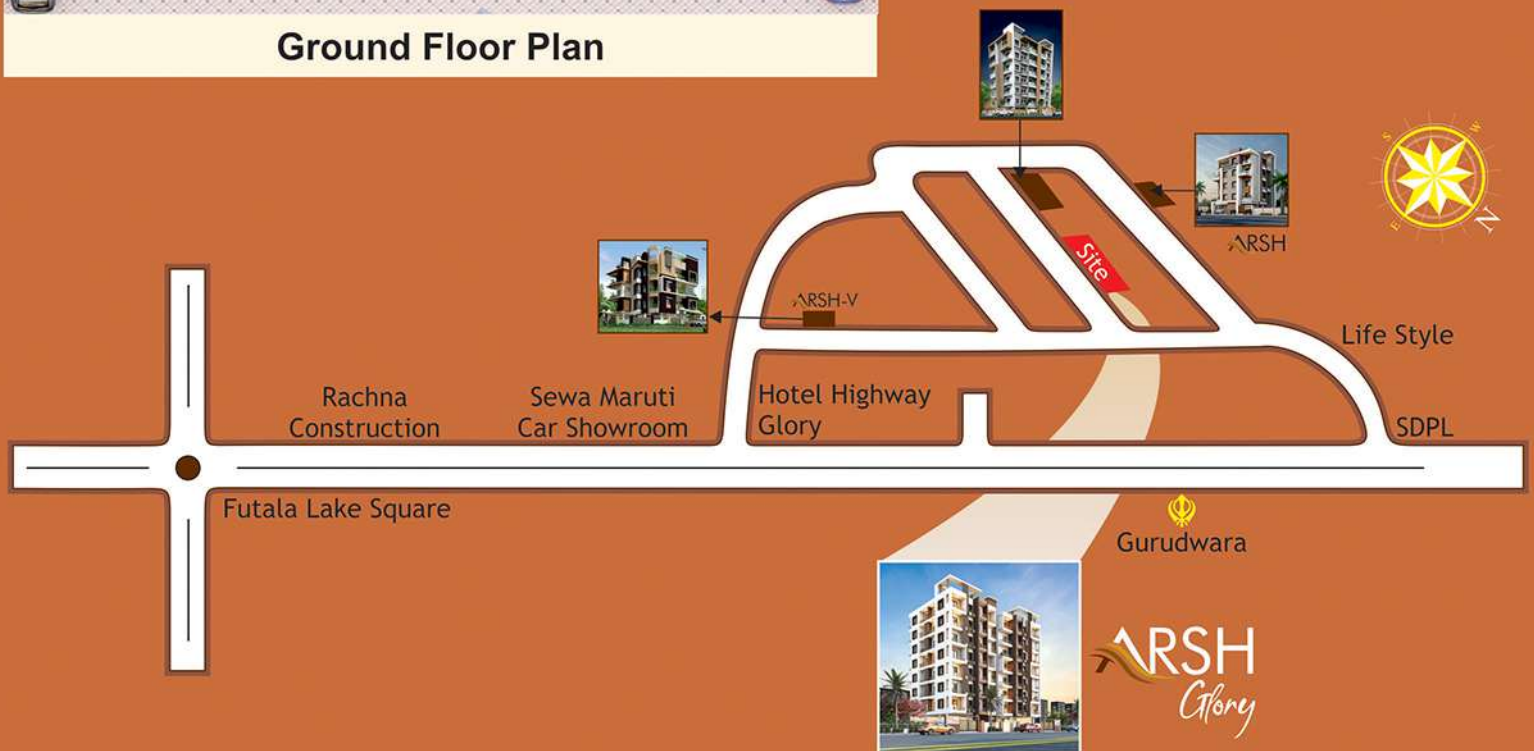 Ground Floor Plan
S
W
E
N
ARSH
Site
ARSH-V
Life Style
Rachna
Construction
Sewa Maruti
Car Showroom
Hotel Highway
Glory
SDPL
Futala Lake Square
Gurudwara
ARSH
Glory